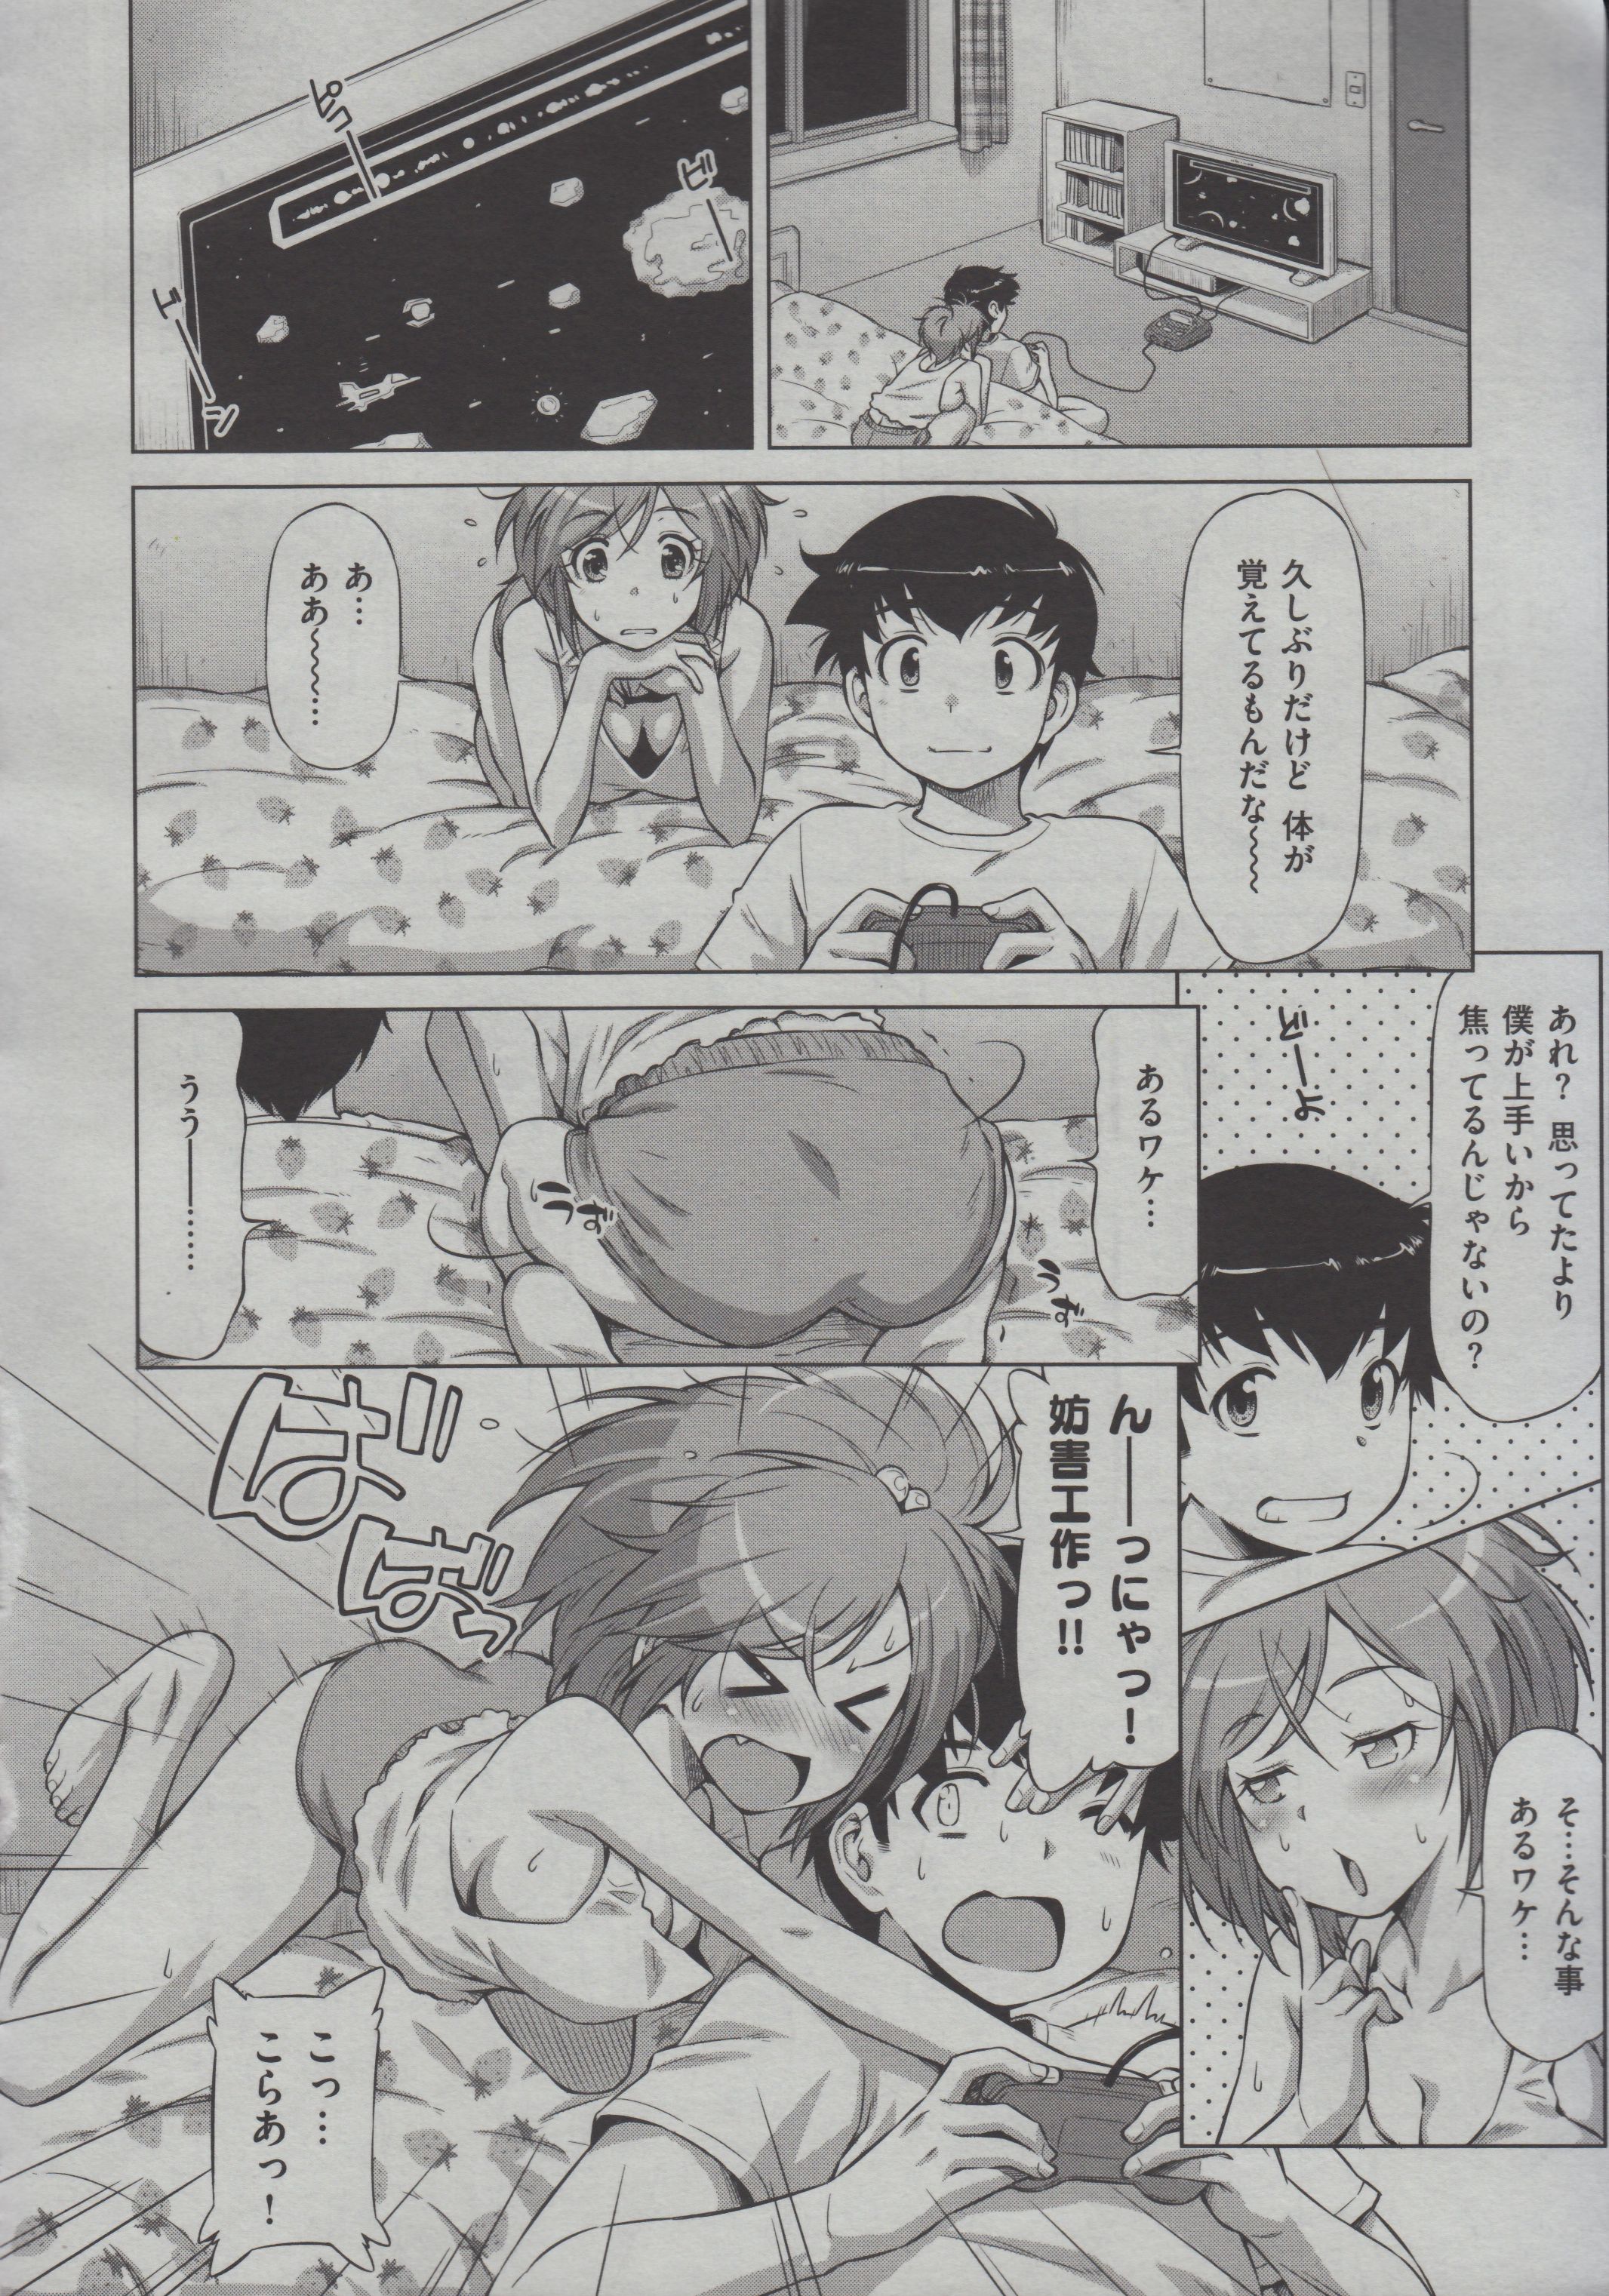 ピコー
ビー
ユーン
久しぶりだけど 体が
覚えてるもんだな〜〜〜
あ…
ああ〜〜〜〜…
あれ? 思ってたより
僕が上手いから
焦ってるんじゃないの?
どーよ
そ…そんな事
あるワケ…
あるワケ…
うずうず
うう――……
ん――っにゃっ!
妨害工作っ!!
ばばっ
こっ…
こらあっ!